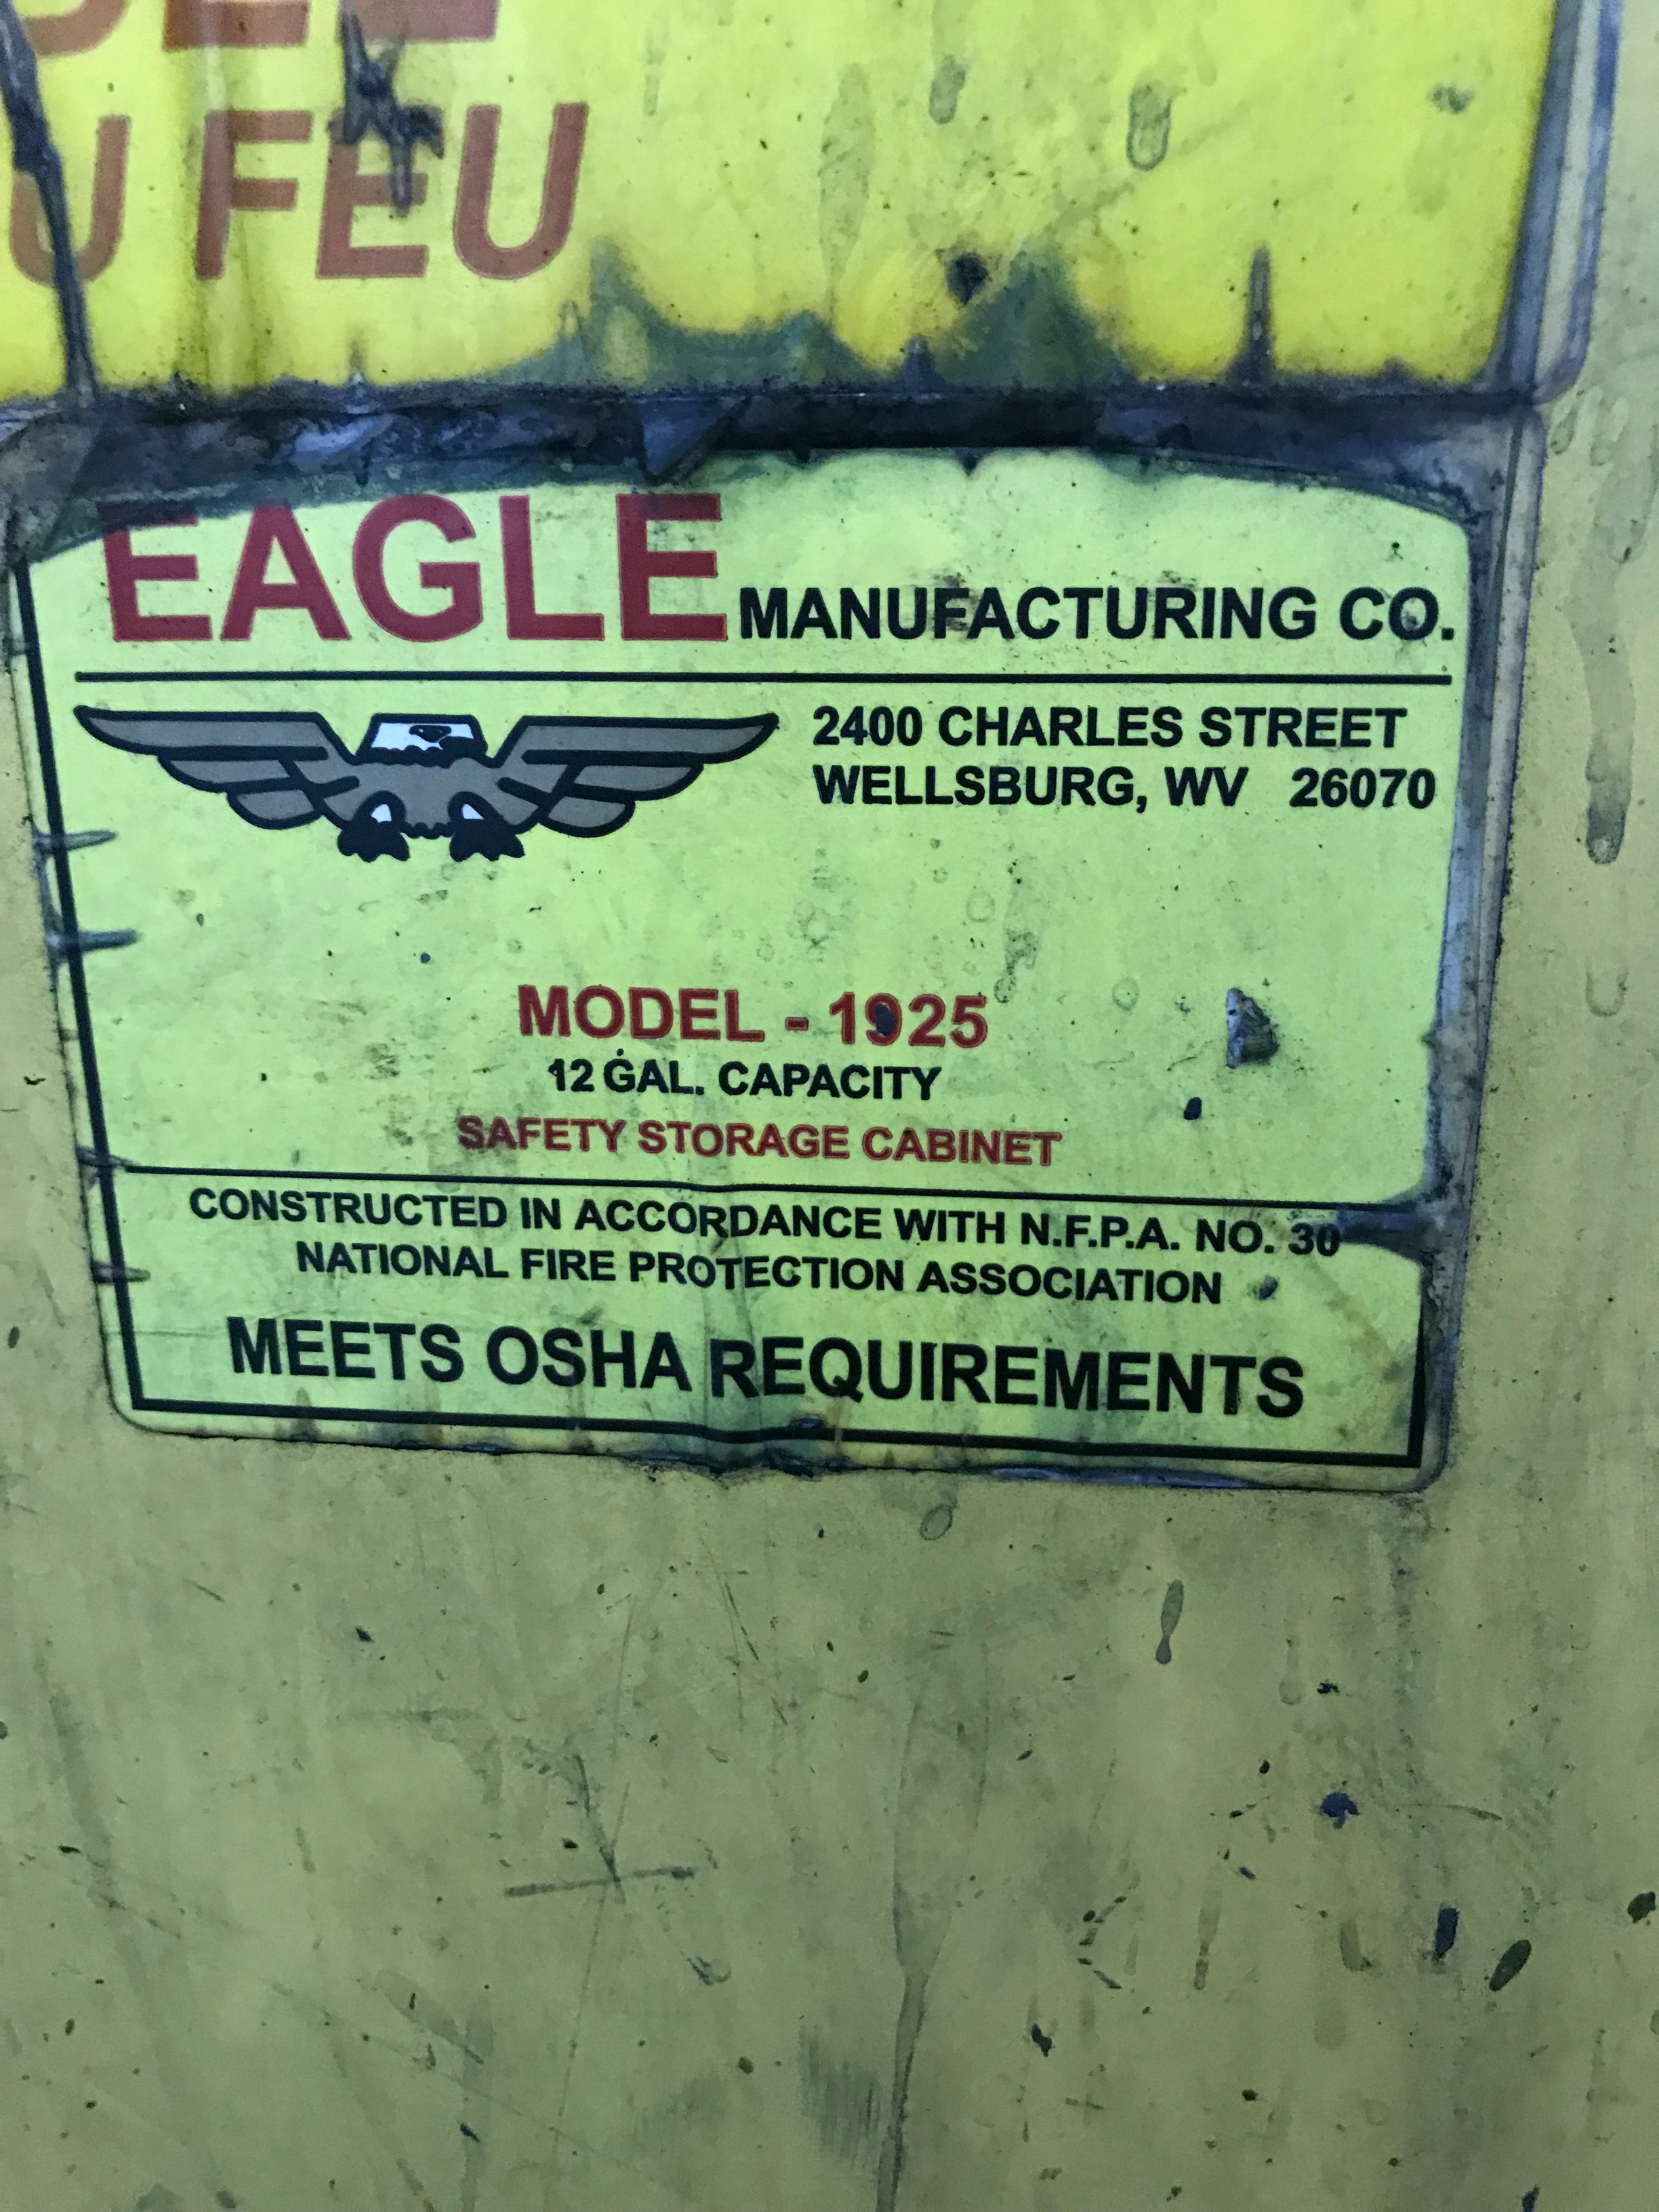 U FEU
EAGLE MANUFACTURING CO.
2400 CHARLES STREET
WELLSBURG, WV 26070
MODEL - 1925
12 GAL. CAPACITY
SAFETY STORAGE CABINET
CONSTRUCTED IN ACCORDANCE WITH N.F.P.A. NO. 30
NATIONAL FIRE PROTECTION ASSOCIATION
MEETS OSHA REQUIREMENTS